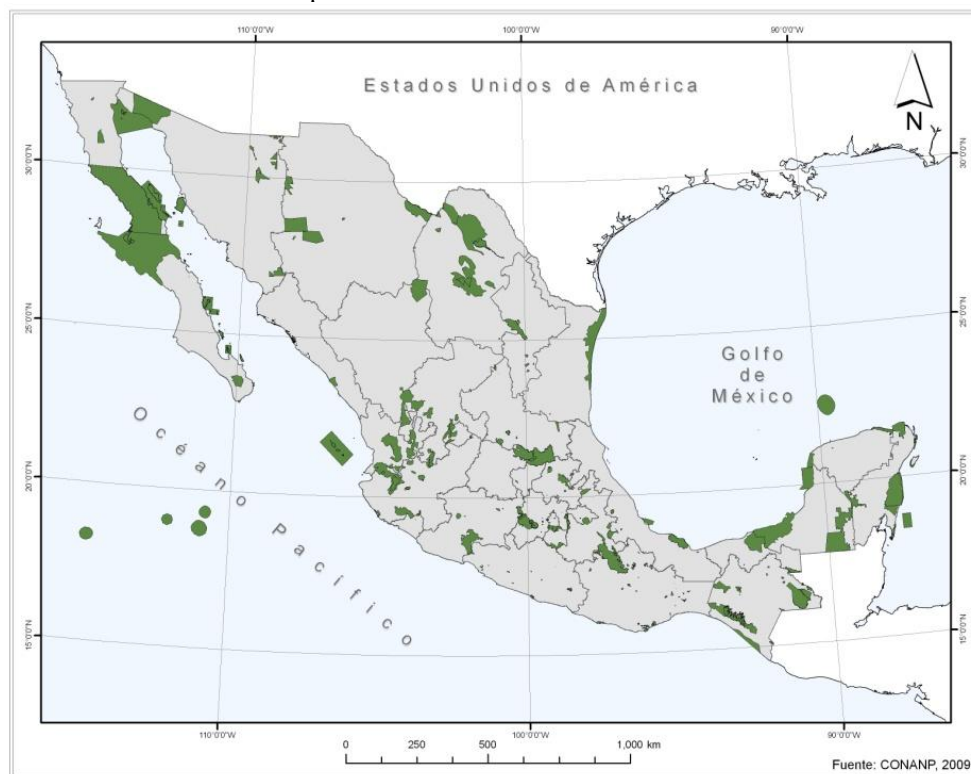 110°0'0"W 100°0'0"W 90°0'0"W
Estados Unidos de América
N
30°0'0"N 30°0'0"N
25°0'0"N 25°0'0"N
Golfo
de
México
Océano Pacífico
20°0'0"N 20°0'0"N
15°0'0"N 15°0'0"N
110°0'0"W 100°0'0"W 90°0'0"W
0 250 500 1,000 km
Fuente: CONANP, 2009